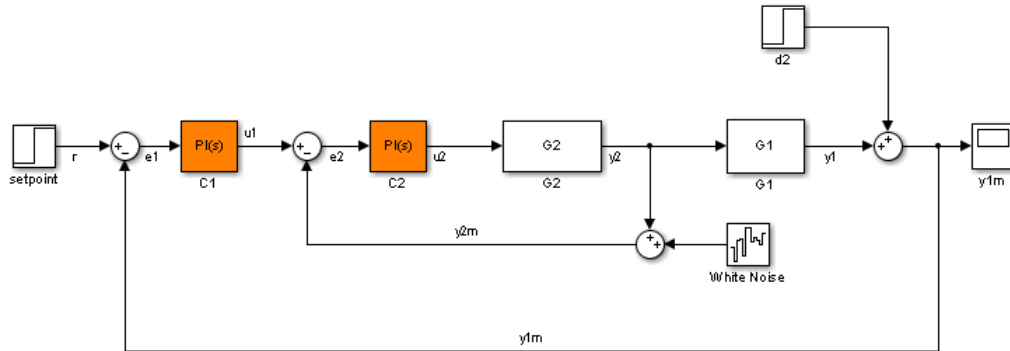 d2
setpoint
r
e1
PI(s)
C1
u1
e2
PI(s)
C2
u2
G2
G2
y2
G1
G1
y1
y1m
y2m
White Noise
y1m